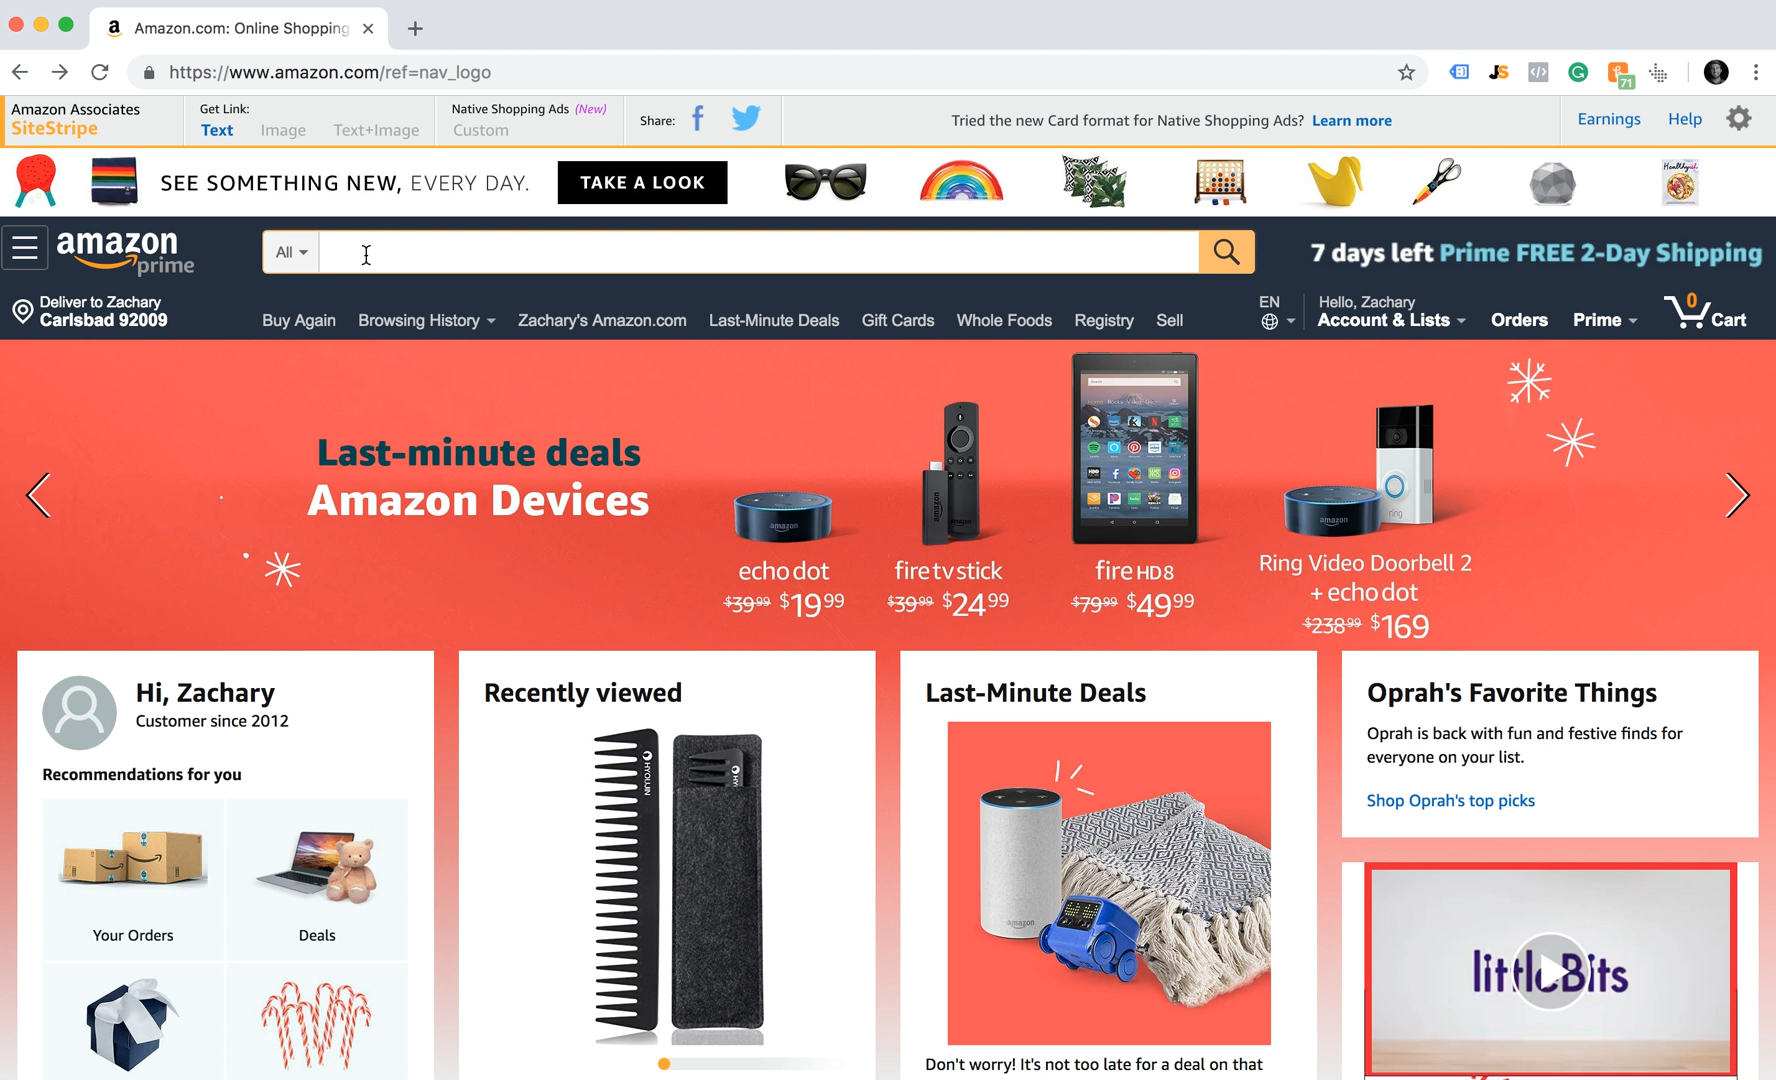 Amazon.com: Online Shopping
https://www.amazon.com/ref=nav_logo
71
Amazon Associates
SiteStripe
Get Link:
Text Image Text+Image
Native Shopping Ads (New)
Custom
Share:
Tried the new Card format for Native Shopping Ads? Learn more
Earnings Help
SEE SOMETHING NEW, EVERY DAY.
TAKE A LOOK
amazon
prime
All
7 days left Prime FREE 2-Day Shipping
Deliver to Zachary
Carlsbad 92009
Buy Again Browsing History Zachary's Amazon.com Last-Minute Deals Gift Cards Whole Foods Registry Sell
EN
Hello, Zachary
Account & Lists
Orders
Prime
0
Cart
Last-minute deals
Amazon Devices
amazon
amazon
amazon
ring
echo dot
$39.99 $19.99
fire tv stick
$39.99 $24.99
fire HD8
$79.99 $49.99
Ring Video Doorbell 2
+ echo dot
$238.99 $169
Hi, Zachary
Customer since 2012
Recommendations for you
Your Orders
Deals
Recently viewed
HYOUJIN
Last-Minute Deals
amazon
Don't worry! It's not too late for a deal on that
Oprah's Favorite Things
Oprah is back with fun and festive finds for
everyone on your list.
Shop Oprah's top picks
littleBits